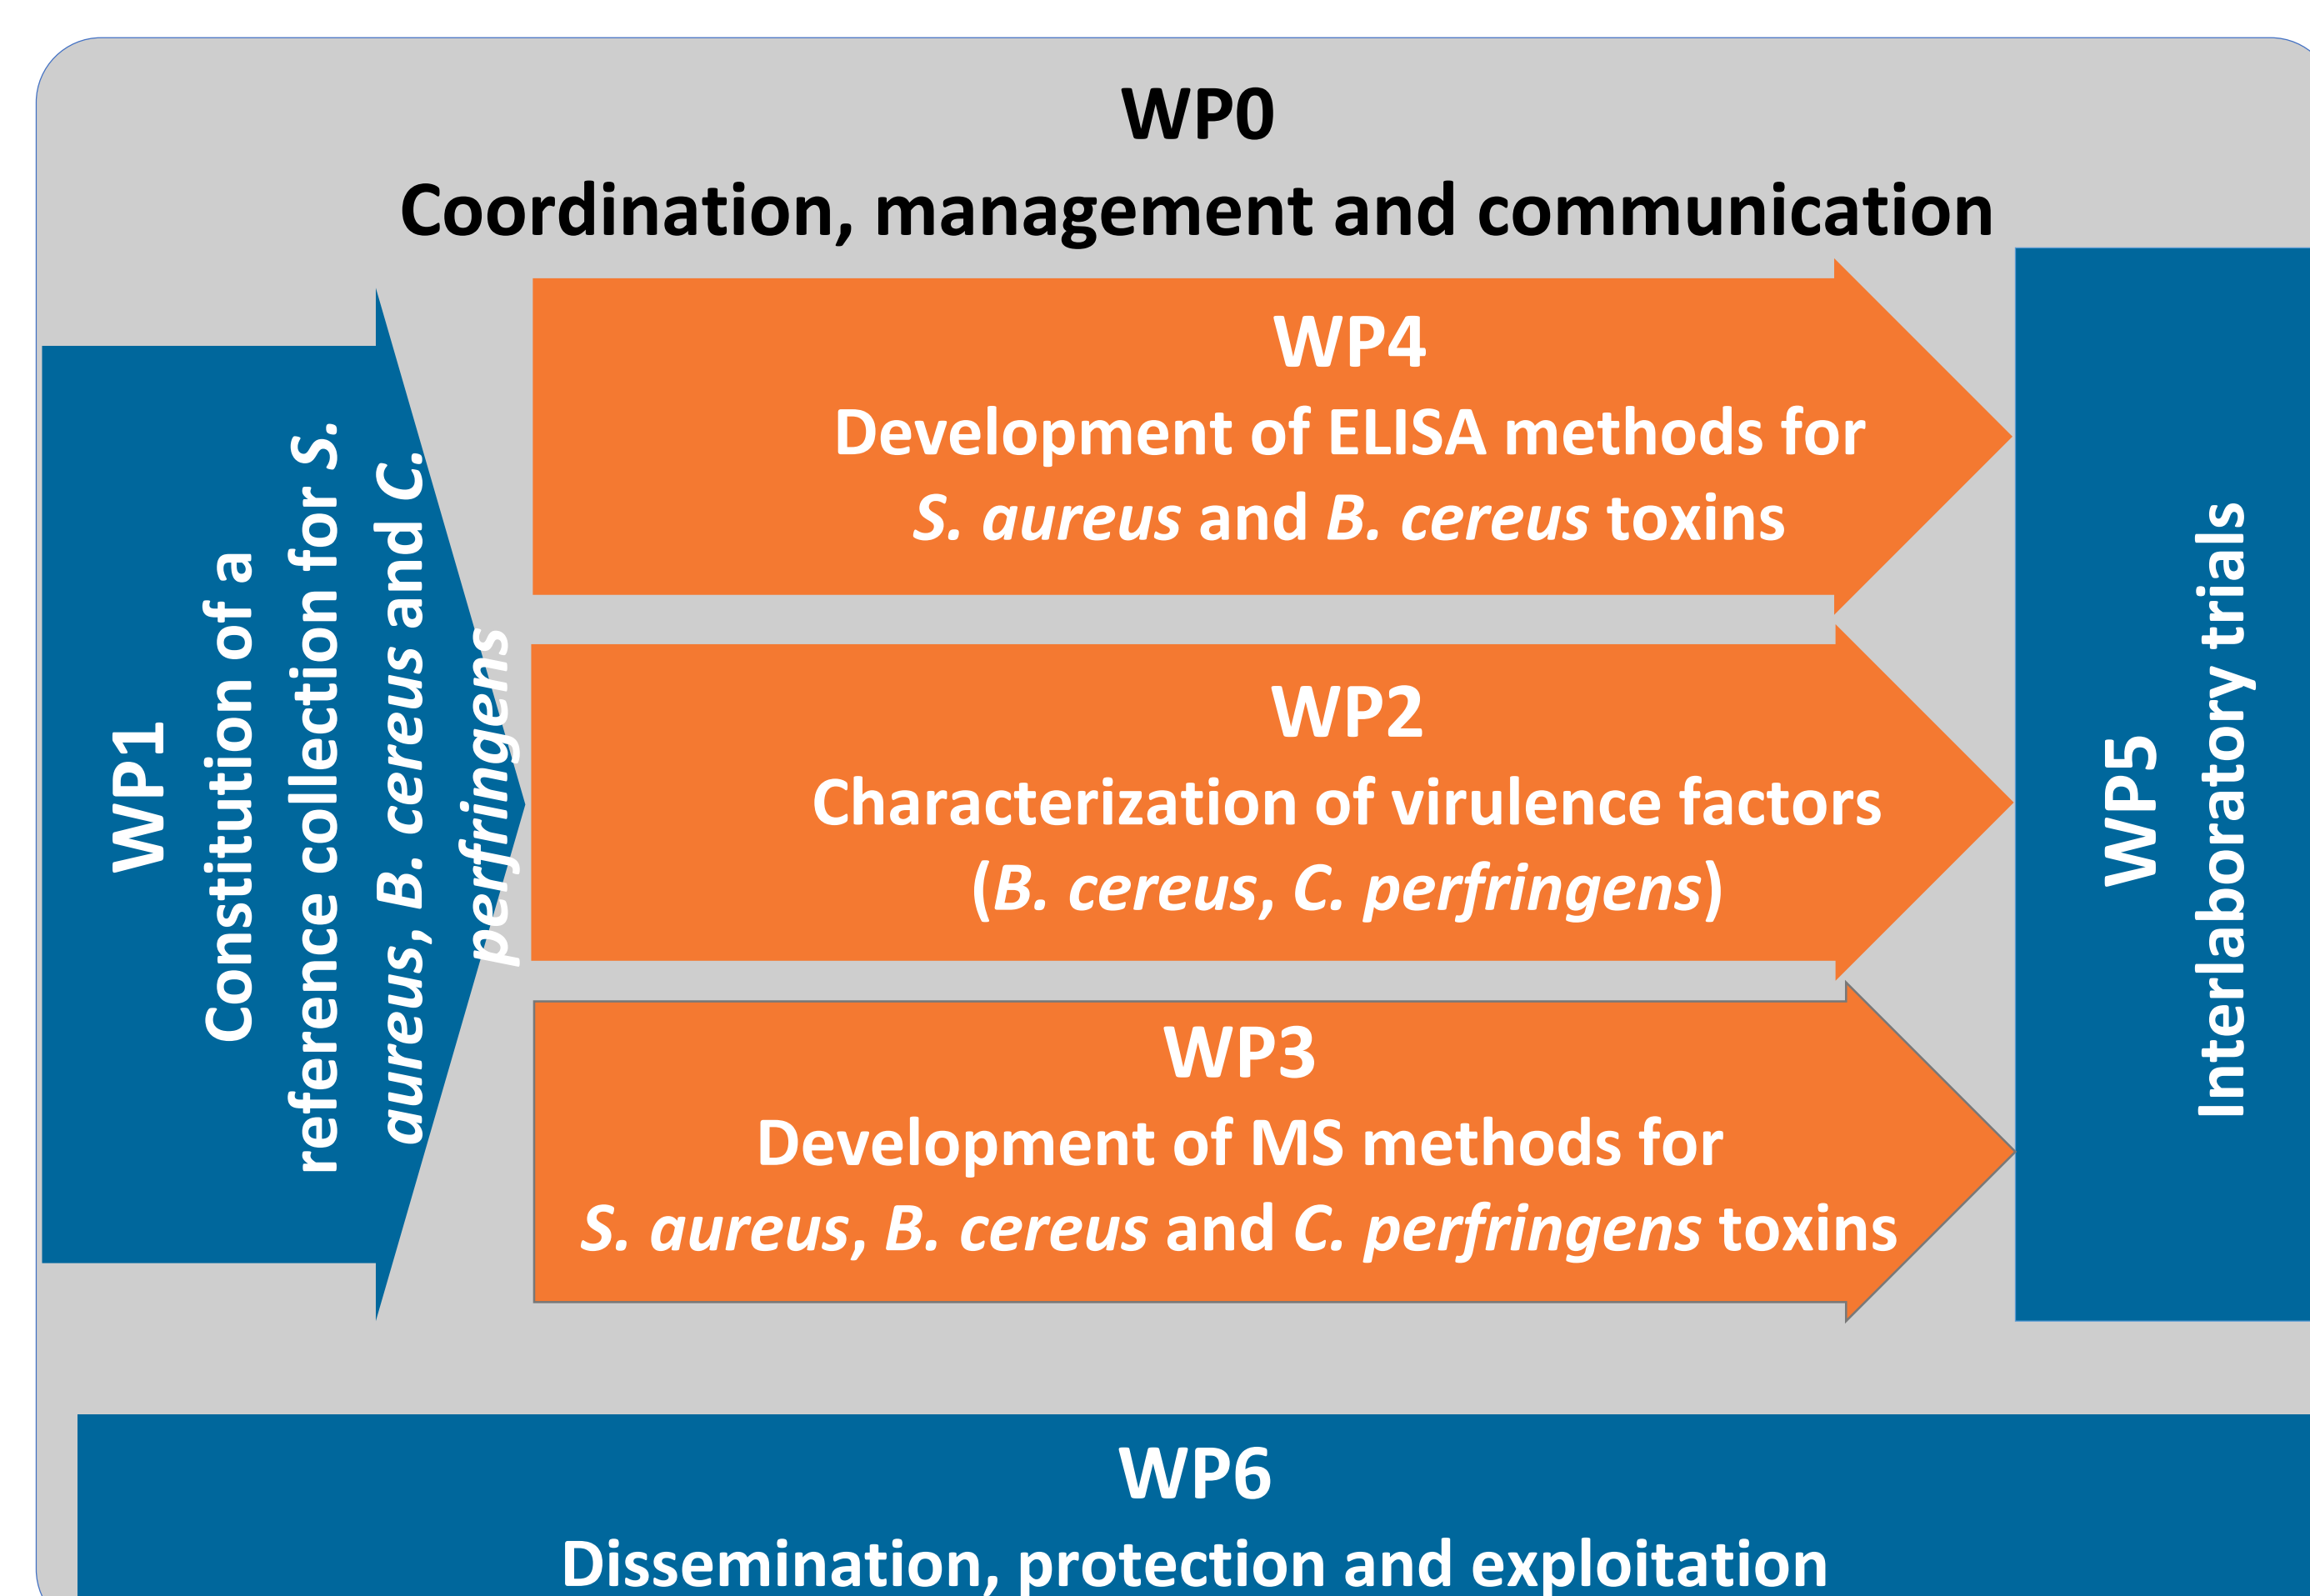 WP0
Coordination, management and communication
WP1
Constitution of a
reference collection for S.
aureus, B. cereus and C.
perfringens
WP4
Development of ELISA methods for
S. aureus and B. cereus toxins
WP2
Characterization of virulence factors
(B. cereus, C. perfringens)
WP3
Development of MS methods for
S. aureus, B. cereus and C. perfringens toxins
WP5
Interlaboratory trials
WP6
Dissemination, protection and exploitation